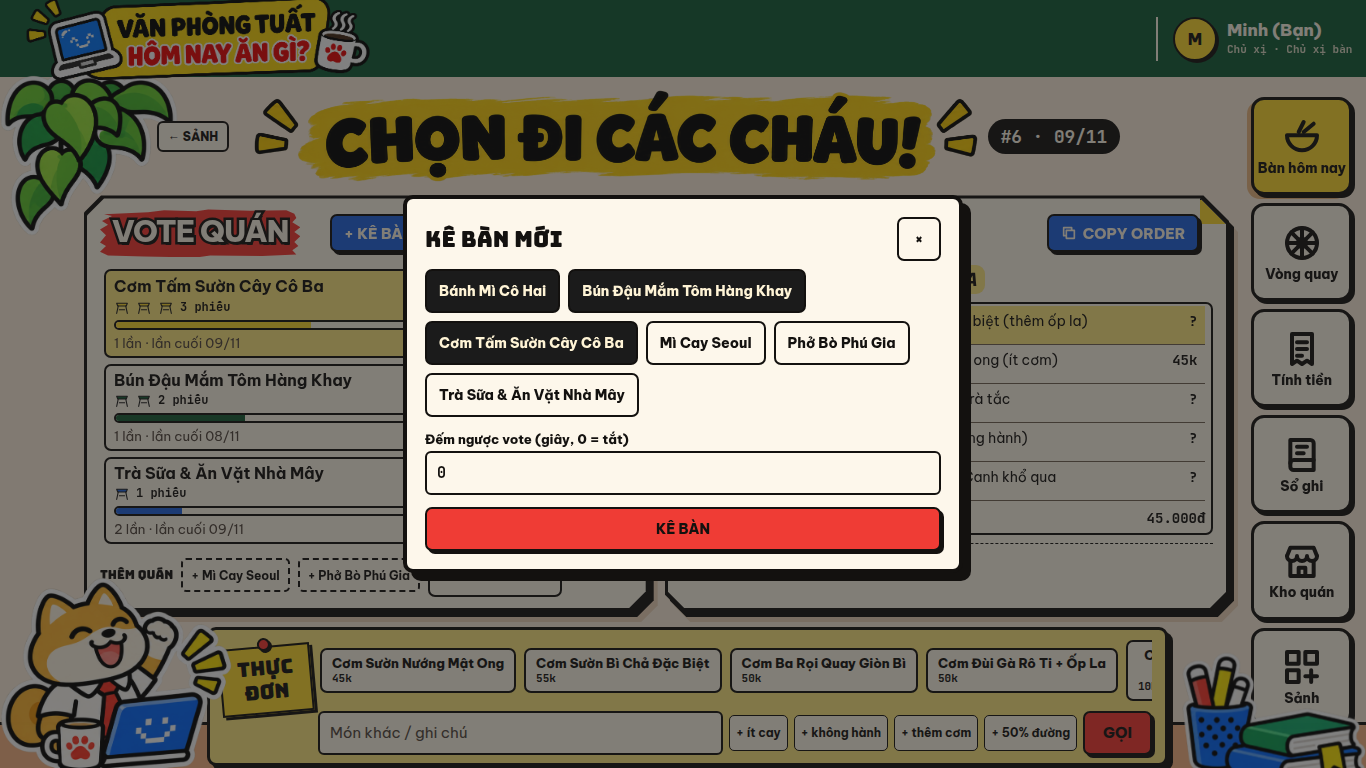 VĂN PHÒNG TUẤT
HÔM NAY ĂN GÌ?
M
Minh (Bạn)
Chủ xị · Chủ xị bàn
← SẢNH
CHỌN ĐI CÁC CHÁU!
#6 · 09/11
VOTE QUÁN
+ KÊ BÀ
COPY ORDER
Cơm Tấm Sườn Cây Cô Ba
3 phiếu
1 lần · lần cuối 09/11
Bún Đậu Mắm Tôm Hàng Khay
2 phiếu
1 lần · lần cuối 08/11
Trà Sữa & Ăn Vặt Nhà Mây
1 phiếu
2 lần · lần cuối 09/11
THÊM QUÁN
+ Mì Cay Seoul
+ Phở Bò Phú Gia
KÊ BÀN MỚI
×
Bánh Mì Cô Hai
Bún Đậu Mắm Tôm Hàng Khay
Cơm Tấm Sườn Cây Cô Ba
Mì Cay Seoul
Phở Bò Phú Gia
Trà Sữa & Ăn Vặt Nhà Mây
Đếm ngược vote (giây, 0 = tắt)
0
KÊ BÀN
A
biệt (thêm ốp la) ?
ong (ít cơm) 45k
rà tắc ?
ng hành) ?
Canh khổ qua ?
45.000đ
Bàn hôm nay
Vòng quay
Tính tiền
Sổ ghi
Kho quán
Sảnh
THỰC
ĐƠN
Cơm Sườn Nướng Mật Ong
45k
Cơm Sườn Bì Chả Đặc Biệt
55k
Cơm Ba Rọi Quay Giòn Bì
50k
Cơm Đùi Gà Rô Ti + Ốp La
50k
Món khác / ghi chú
+ ít cay
+ không hành
+ thêm cơm
+ 50% đường
GỌI